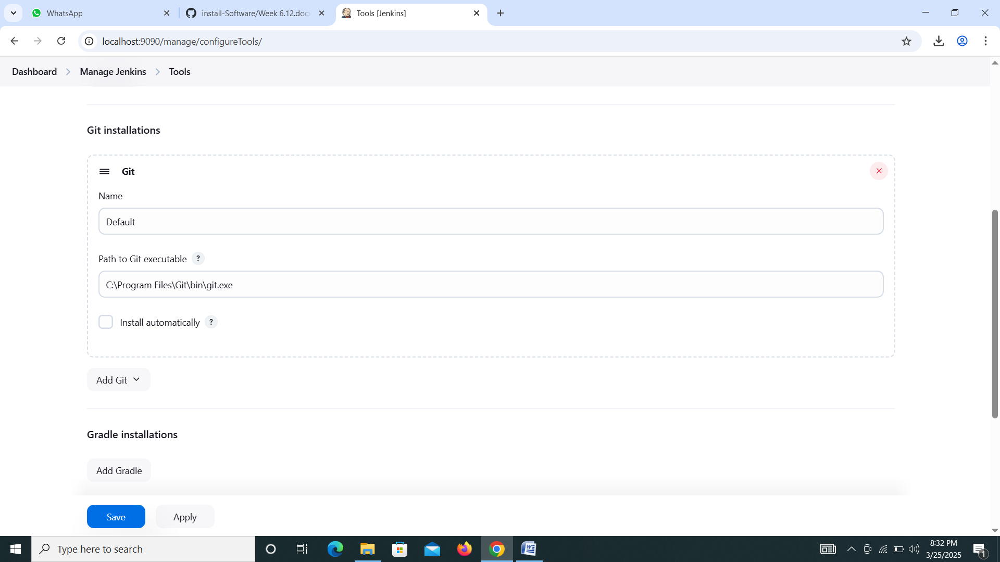 WhatsApp
install-Software/Week 6.12.docx
Tools [Jenkins]
localhost:9090/manage/configureTools/
Dashboard
Manage Jenkins
Tools
Git installations
Git
Name
Default
Path to Git executable ?
C:\Program Files\Git\bin\git.exe
Install automatically ?
Add Git
Gradle installations
Add Gradle
Save
Apply
Type here to search
8:32 PM
3/25/2025
1